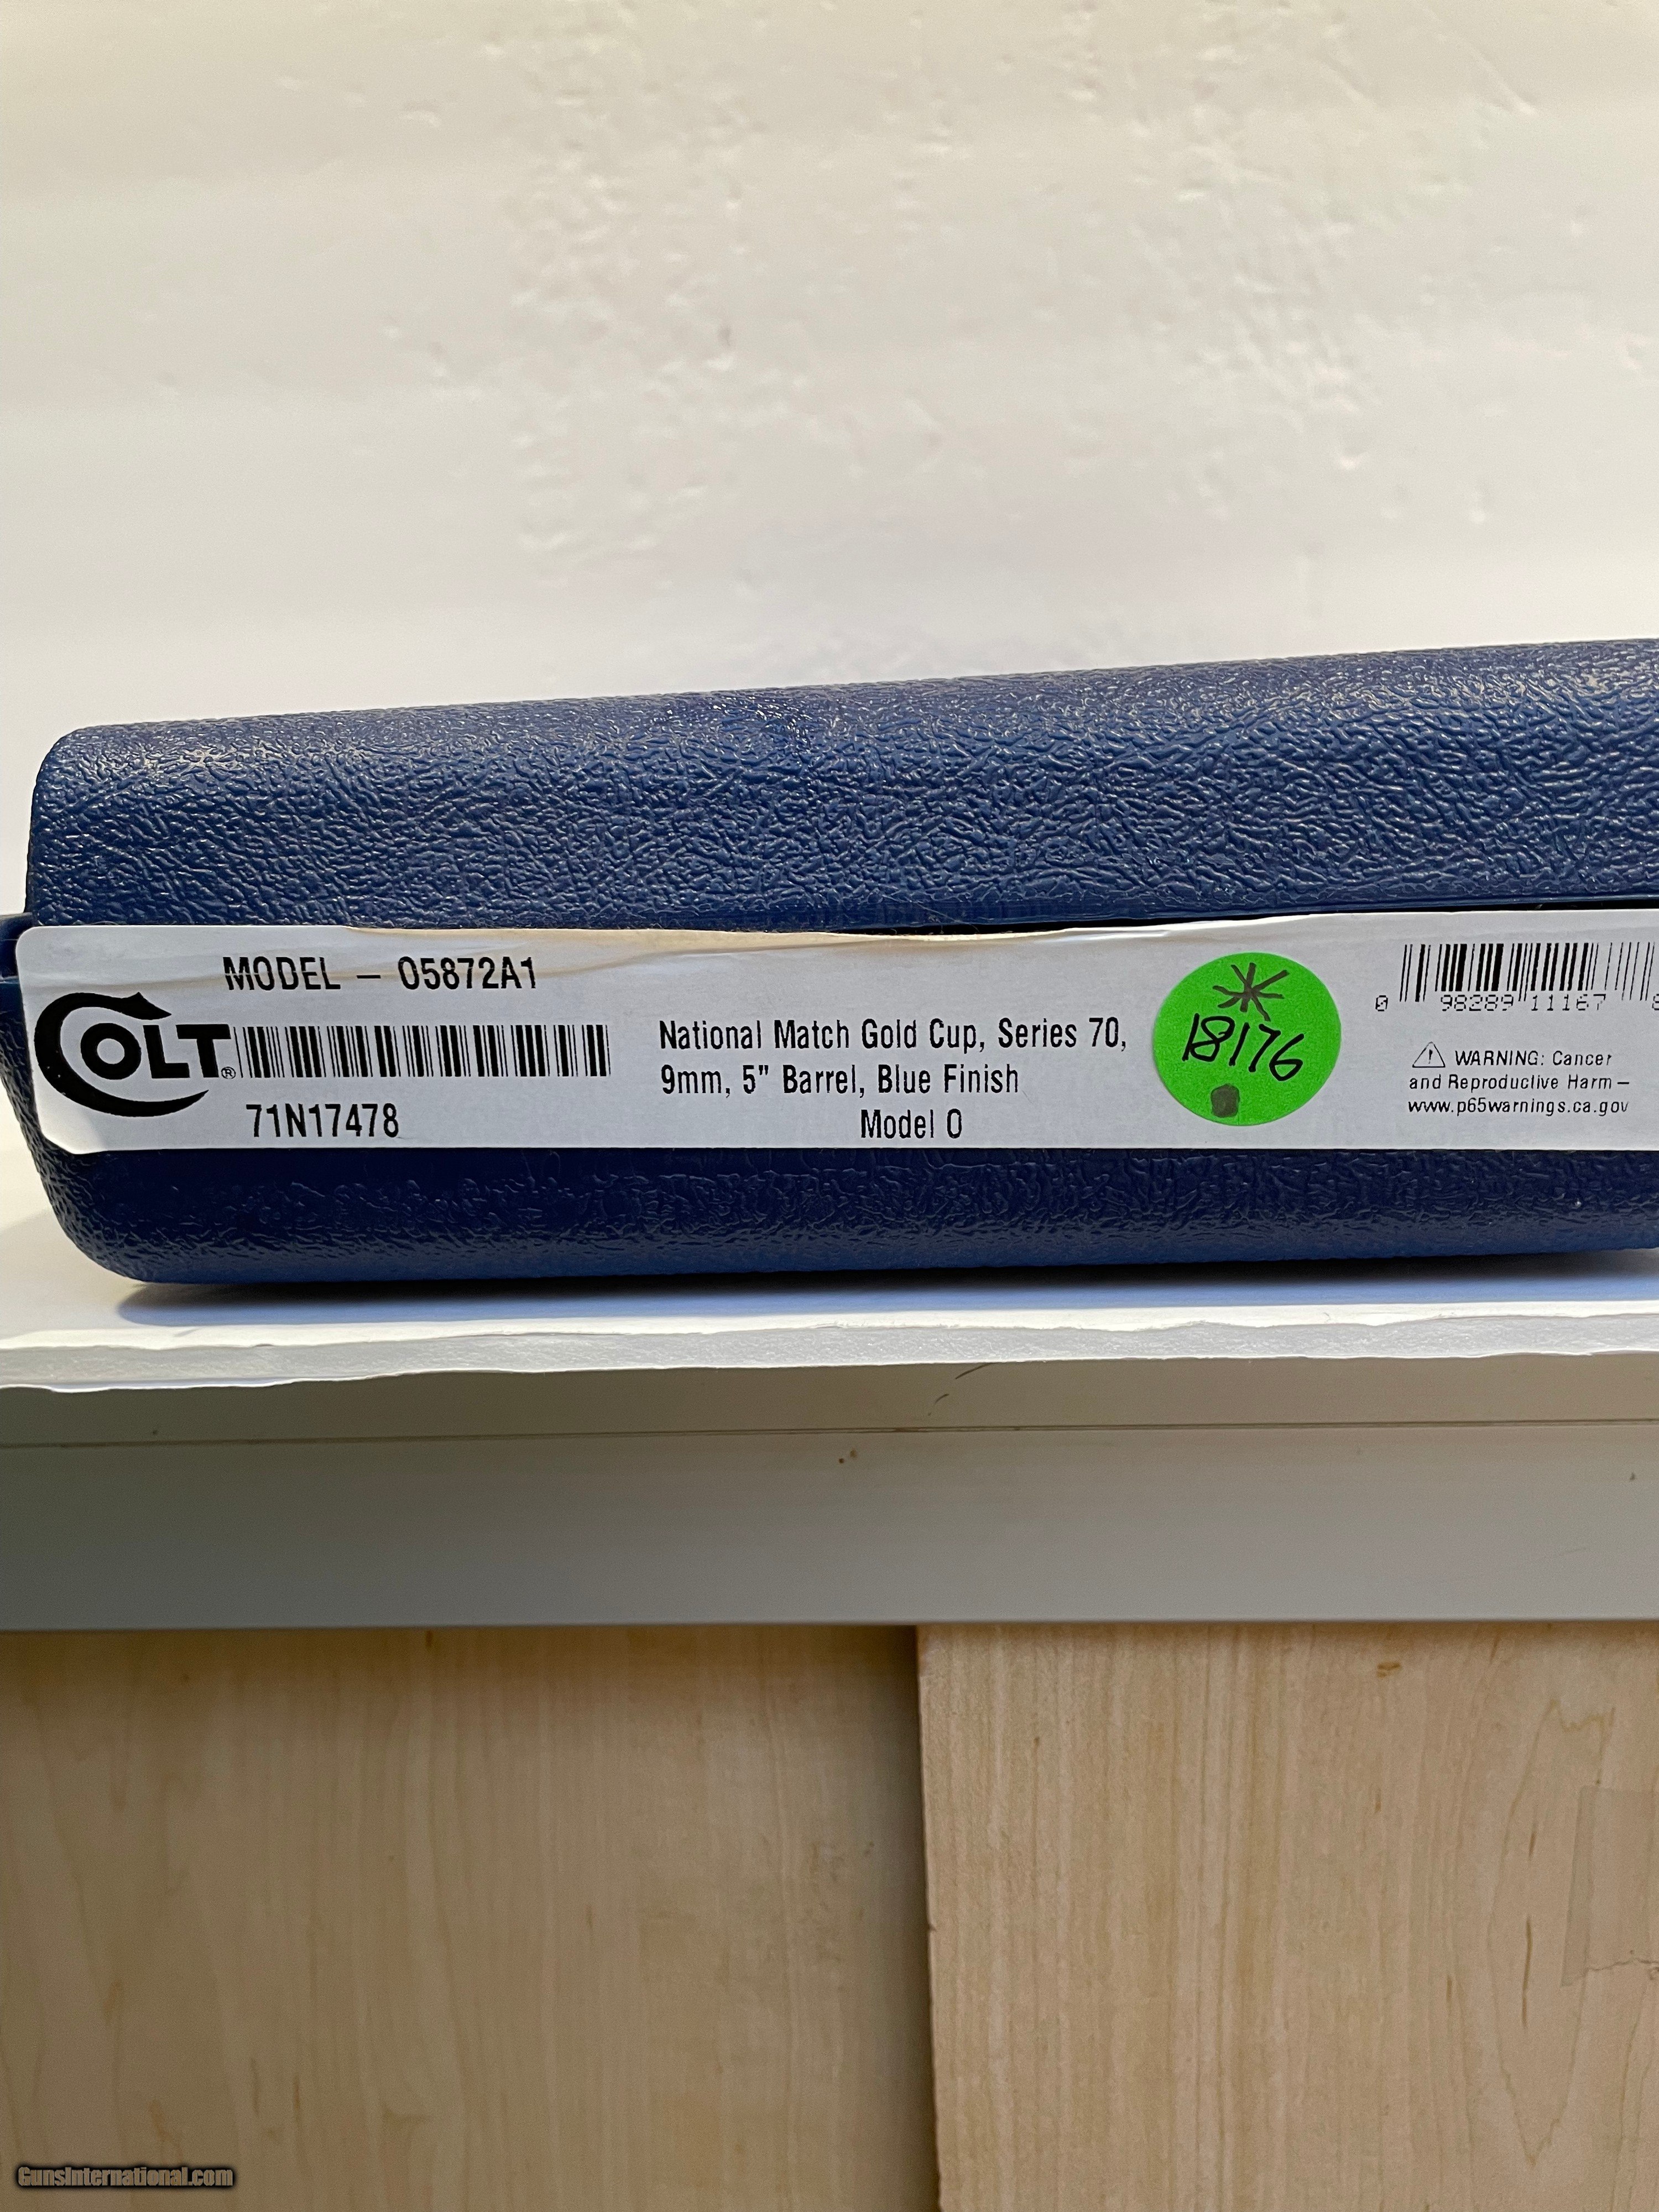 MODEL – O5872A1
COLT®
71N17478
National Match Gold Cup, Series 70,
9mm, 5" Barrel, Blue Finish
Model O
18176
0 98289 11167 8
⚠ WARNING: Cancer
and Reproductive Harm –
www.p65warnings.ca.gov
GunsInternational.com